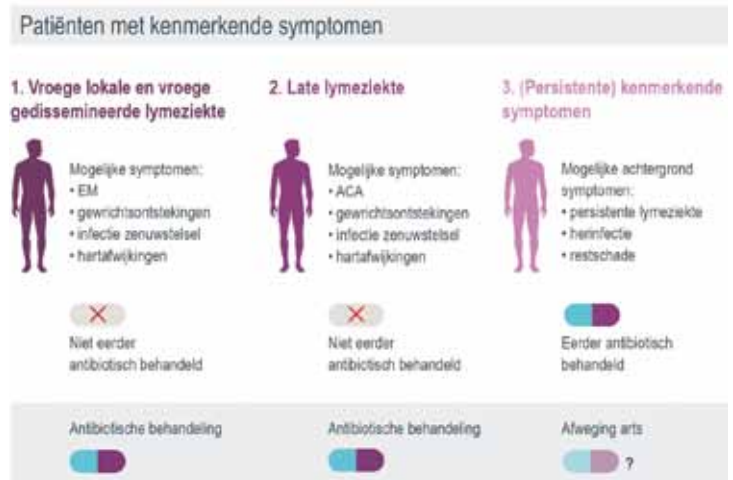 Patiënten met kenmerkende symptomen
1. Vroege lokale en vroege
gedissemineerde lymeziekte
Mogelijke symptomen:
• EM
• gewrichtsontstekingen
• infectie zenuwstelsel
• hartafwijkingen
Niet eerder
antibiotisch behandeld
Antibiotische behandeling
2. Late lymeziekte
Mogelijke symptomen:
• ACA
• gewrichtsontstekingen
• infectie zenuwstelsel
• hartafwijkingen
Niet eerder
antibiotisch behandeld
Antibiotische behandeling
3. (Persistente) kenmerkende
symptomen
Mogelijke achtergrond
symptomen:
• persistente lymeziekte
• herinfectie
• restschade
Eerder antibiotisch
behandeld
Afweging arts
?